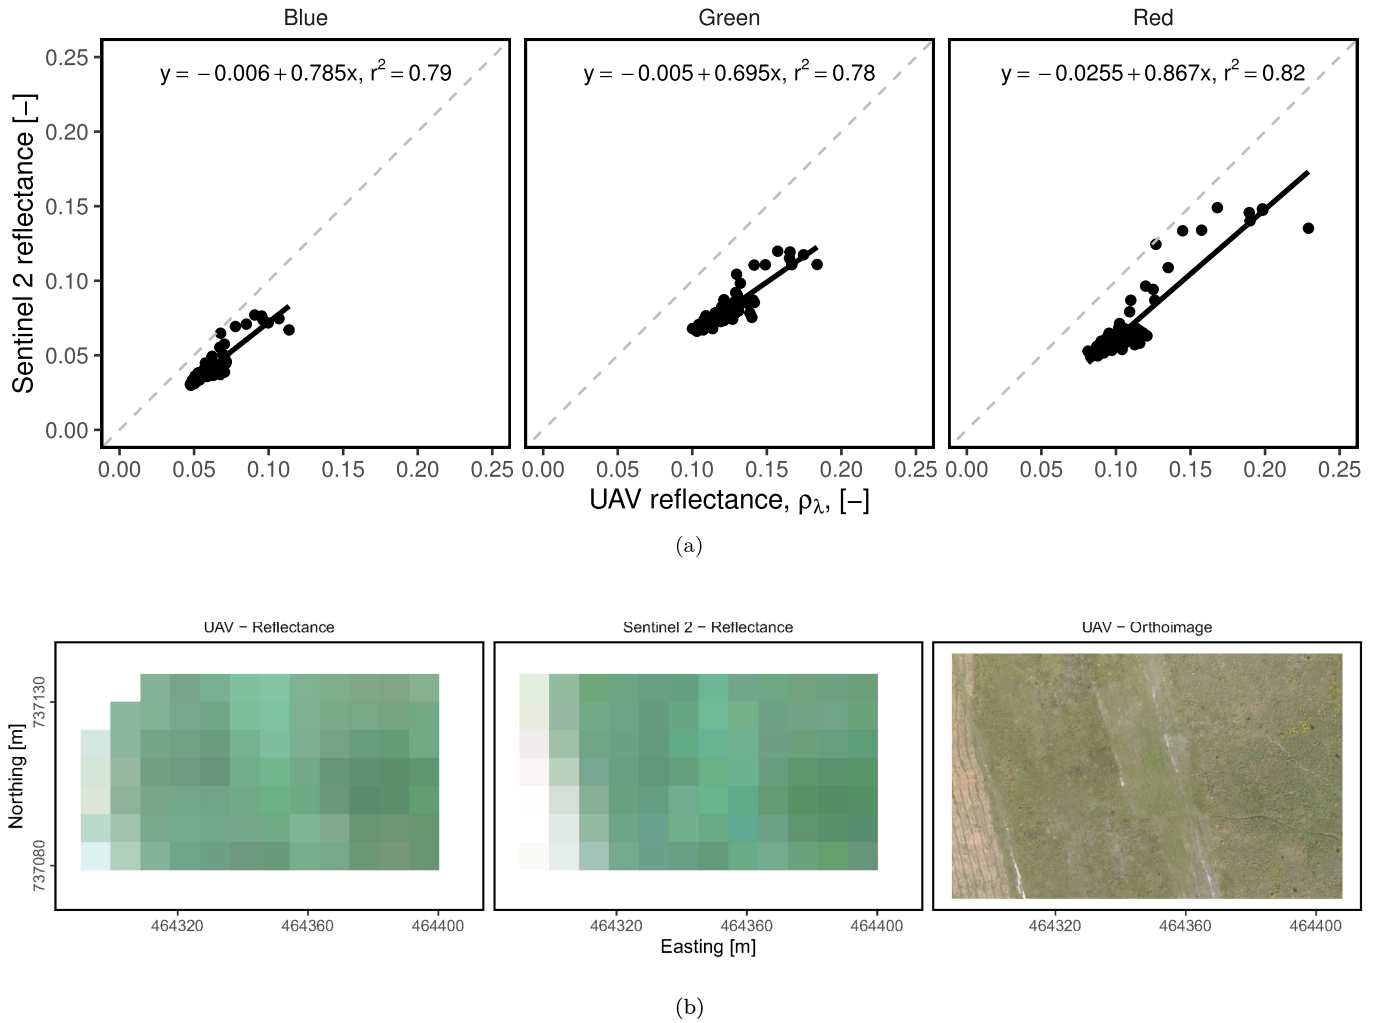 Blue Green Red
y = −0.006 + 0.785x, r² = 0.79 y = −0.005 + 0.695x, r² = 0.78 y = −0.0255 + 0.867x, r² = 0.82
Sentinel 2 reflectance [−]
0.25
0.20
0.15
0.10
0.05
0.00
0.00 0.05 0.10 0.15 0.20 0.25 0.00 0.05 0.10 0.15 0.20 0.25 0.00 0.05 0.10 0.15 0.20 0.25
UAV reflectance, ρλ, [−]
(a)
UAV − Reflectance Sentinel 2 − Reflectance UAV − Orthoimage
Northing [m]
737130
737080
464320 464360 464400 464320 464360 464400 464320 464360 464400
Easting [m]
(b)